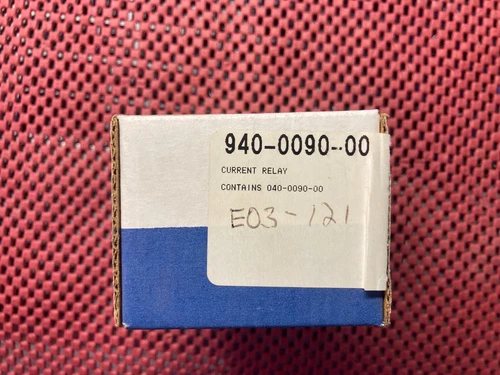 940-0090-00
CURRENT RELAY
CONTAINS 040-0090-00
E03-121